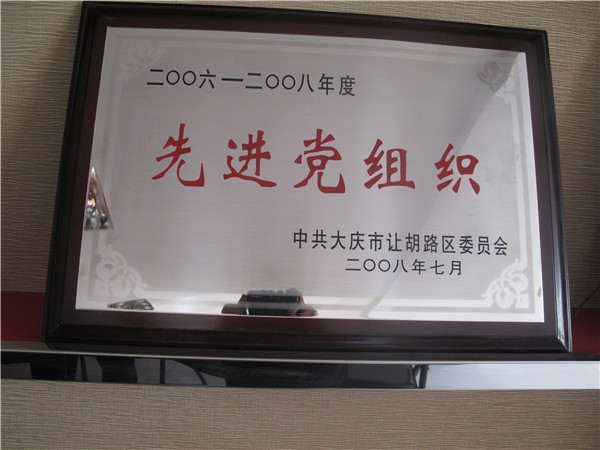 二〇〇六—二〇〇八年度
先进党组织
中共大庆市让胡路区委员会
二〇〇八年七月